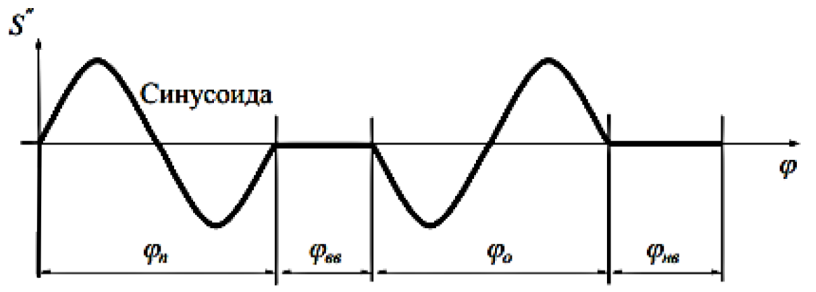 S″
Синусоида
φ
φп φвв φо φнв